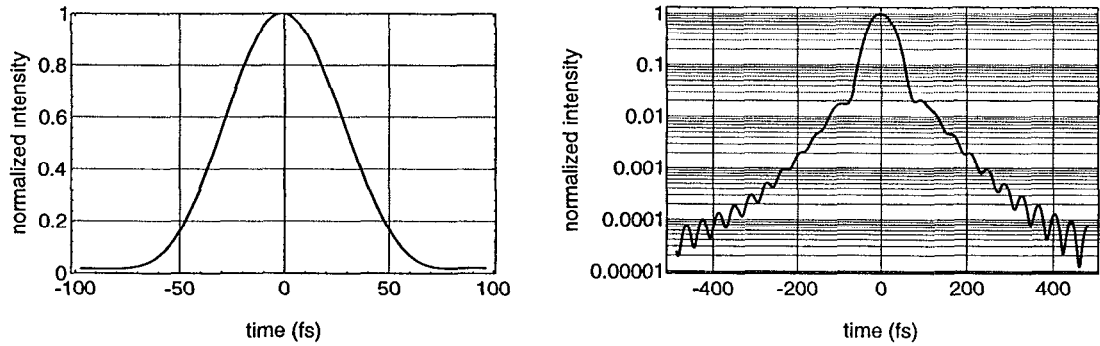 1
0.8
0.6
0.4
0.2
0
normalized intensity
-100 -50 0 50 100
time (fs)
1
0.1
0.01
0.001
0.0001
0.00001
normalized intensity
-400 -200 0 200 400
time (fs)